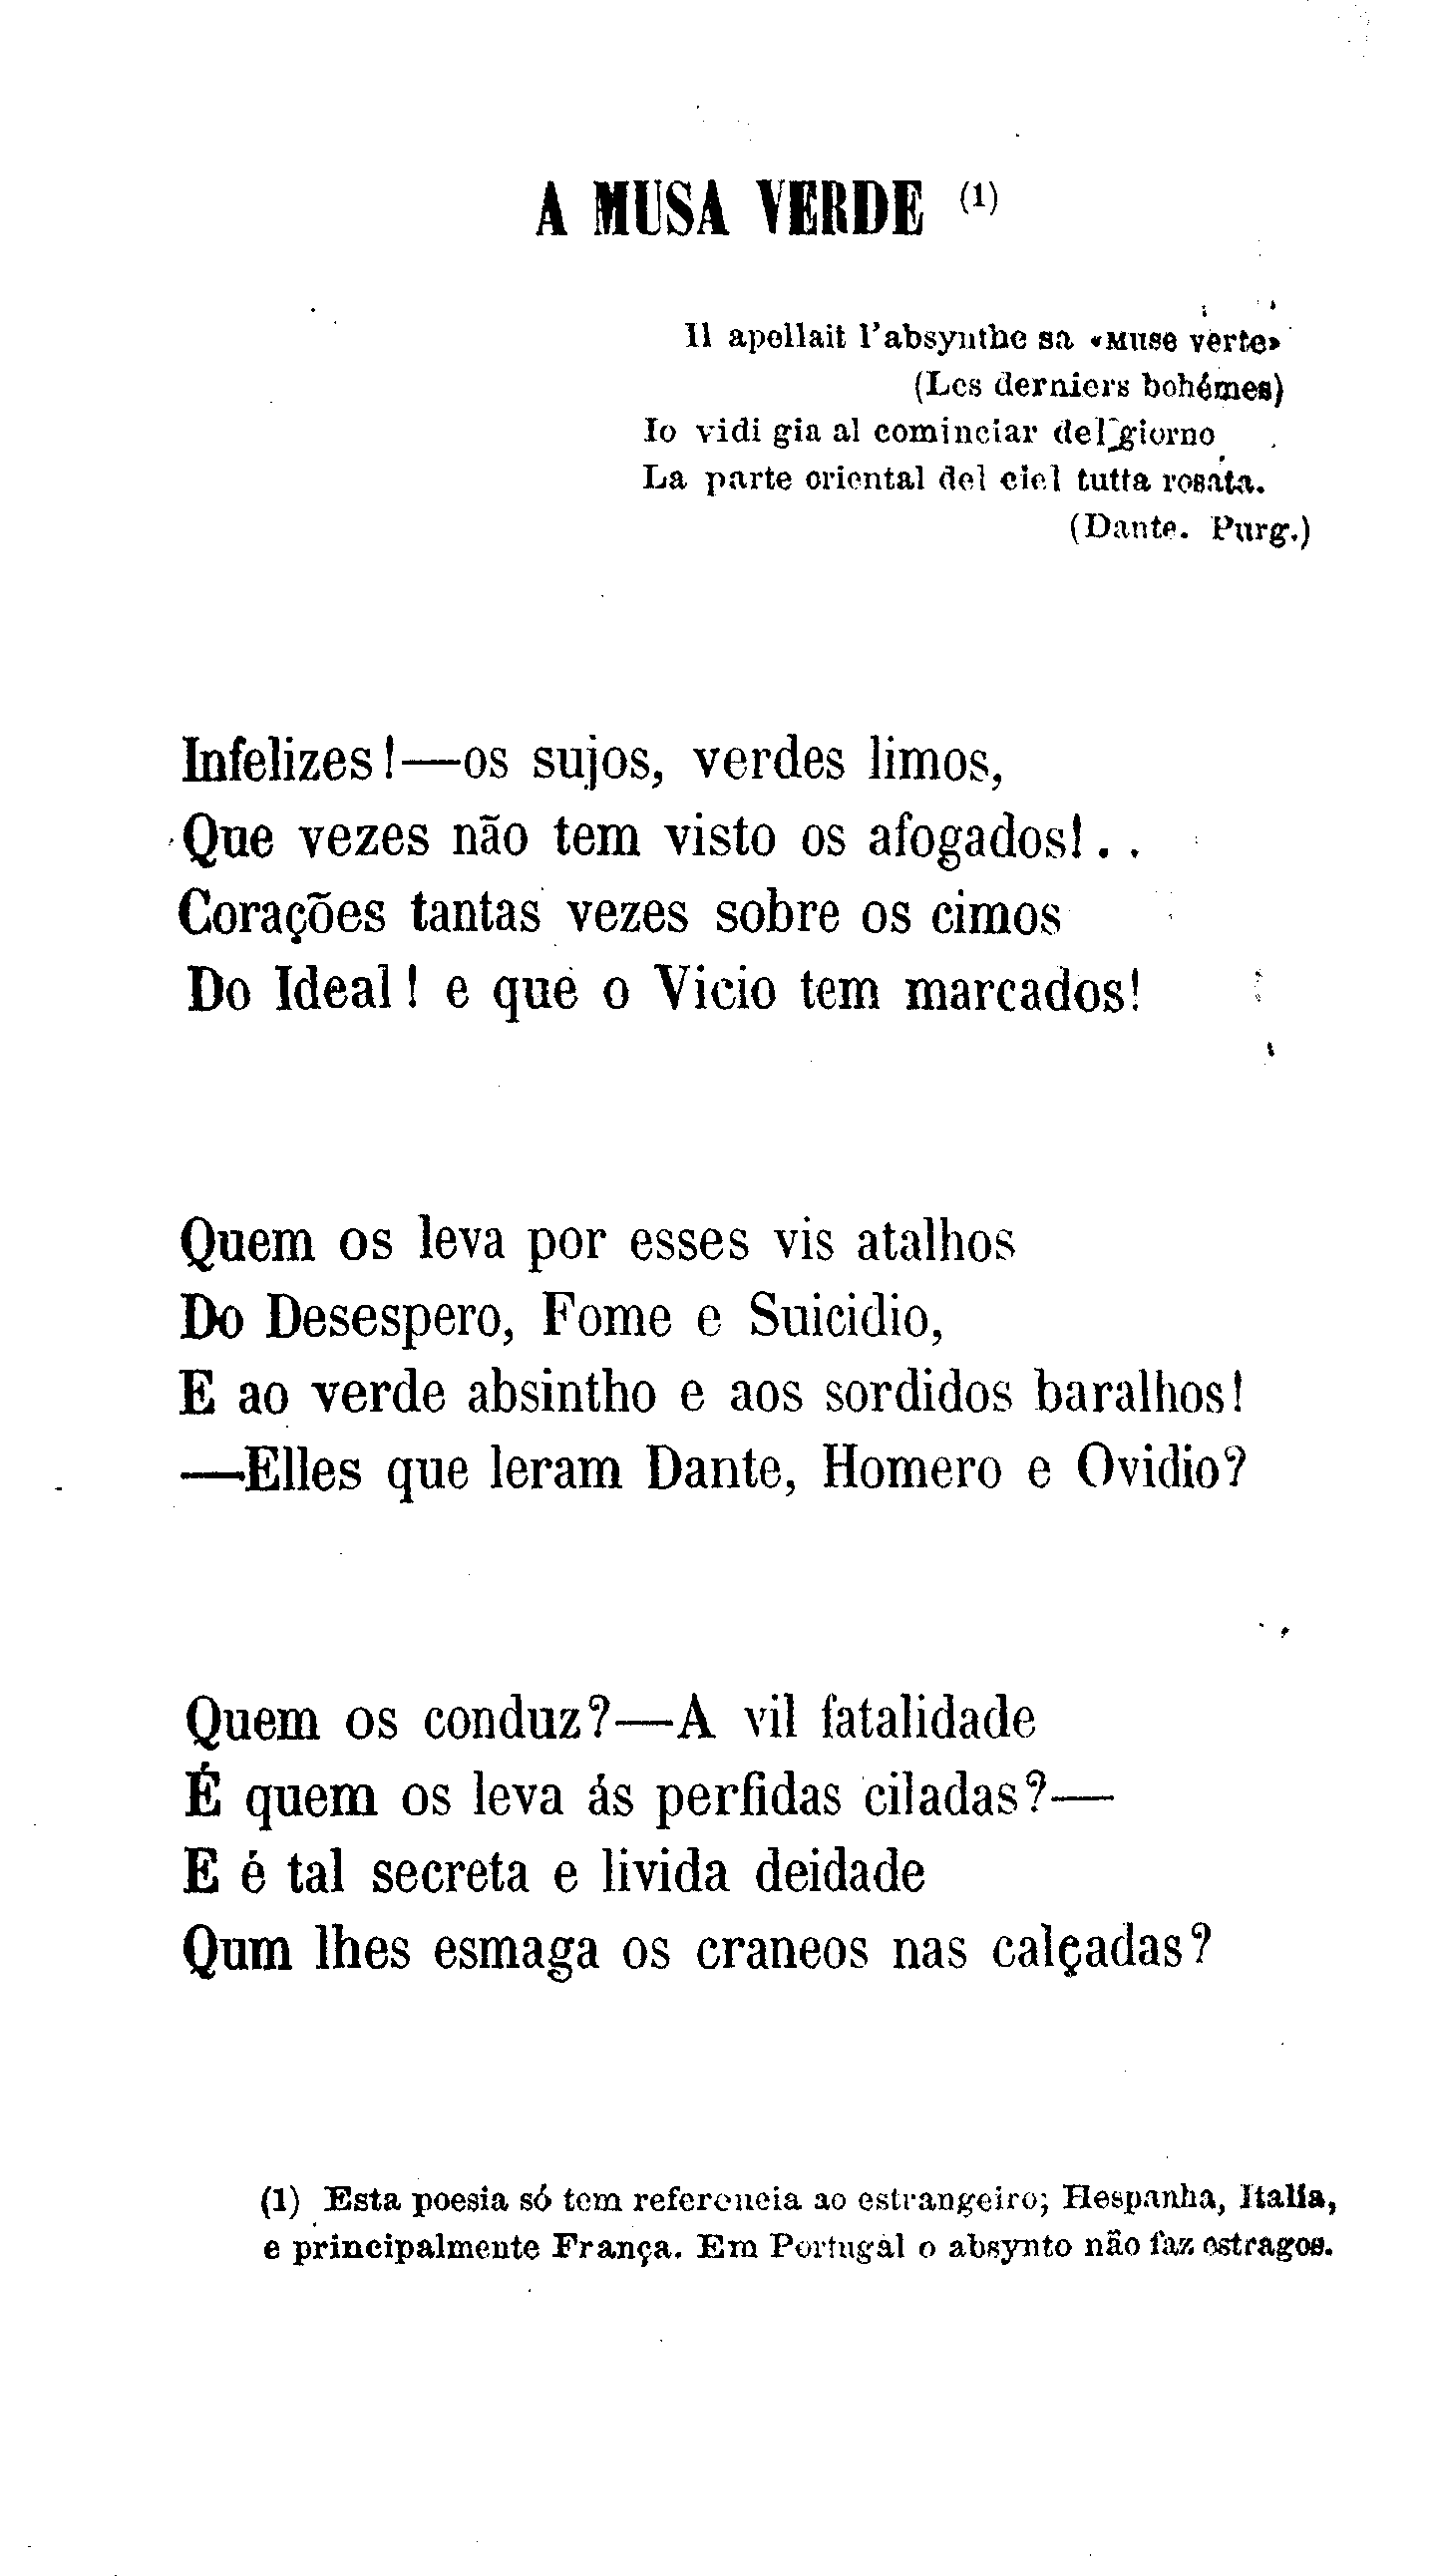 A MUSA VERDE (1)
Il apellait l'absynthe sa «Muse verte»
(Les derniers bohémes)
Io vidi gia al cominciar del giorno
La parte oriental del ciel tutta rosata.
(Dante. Purg.)
Infelizes!—os sujos, verdes limos,
Que vezes não tem visto os afogados!..
Corações tantas vezes sobre os cimos
Do Ideal! e que o Vicio tem marcados!
Quem os leva por esses vis atalhos
Do Desespero, Fome e Suicidio,
E ao verde absintho e aos sordidos baralhos!
—Elles que leram Dante, Homero e Ovidio?
Quem os conduz?—A vil fatalidade
É quem os leva ás perfidas ciladas?—
E é tal secreta e livida deidade
Qum lhes esmaga os craneos nas calçadas?
(1) Esta poesia só tem referencia ao estrangeiro; Hespanha, Italia,
e principalmente França. Em Portugal o absynto não faz estragos.